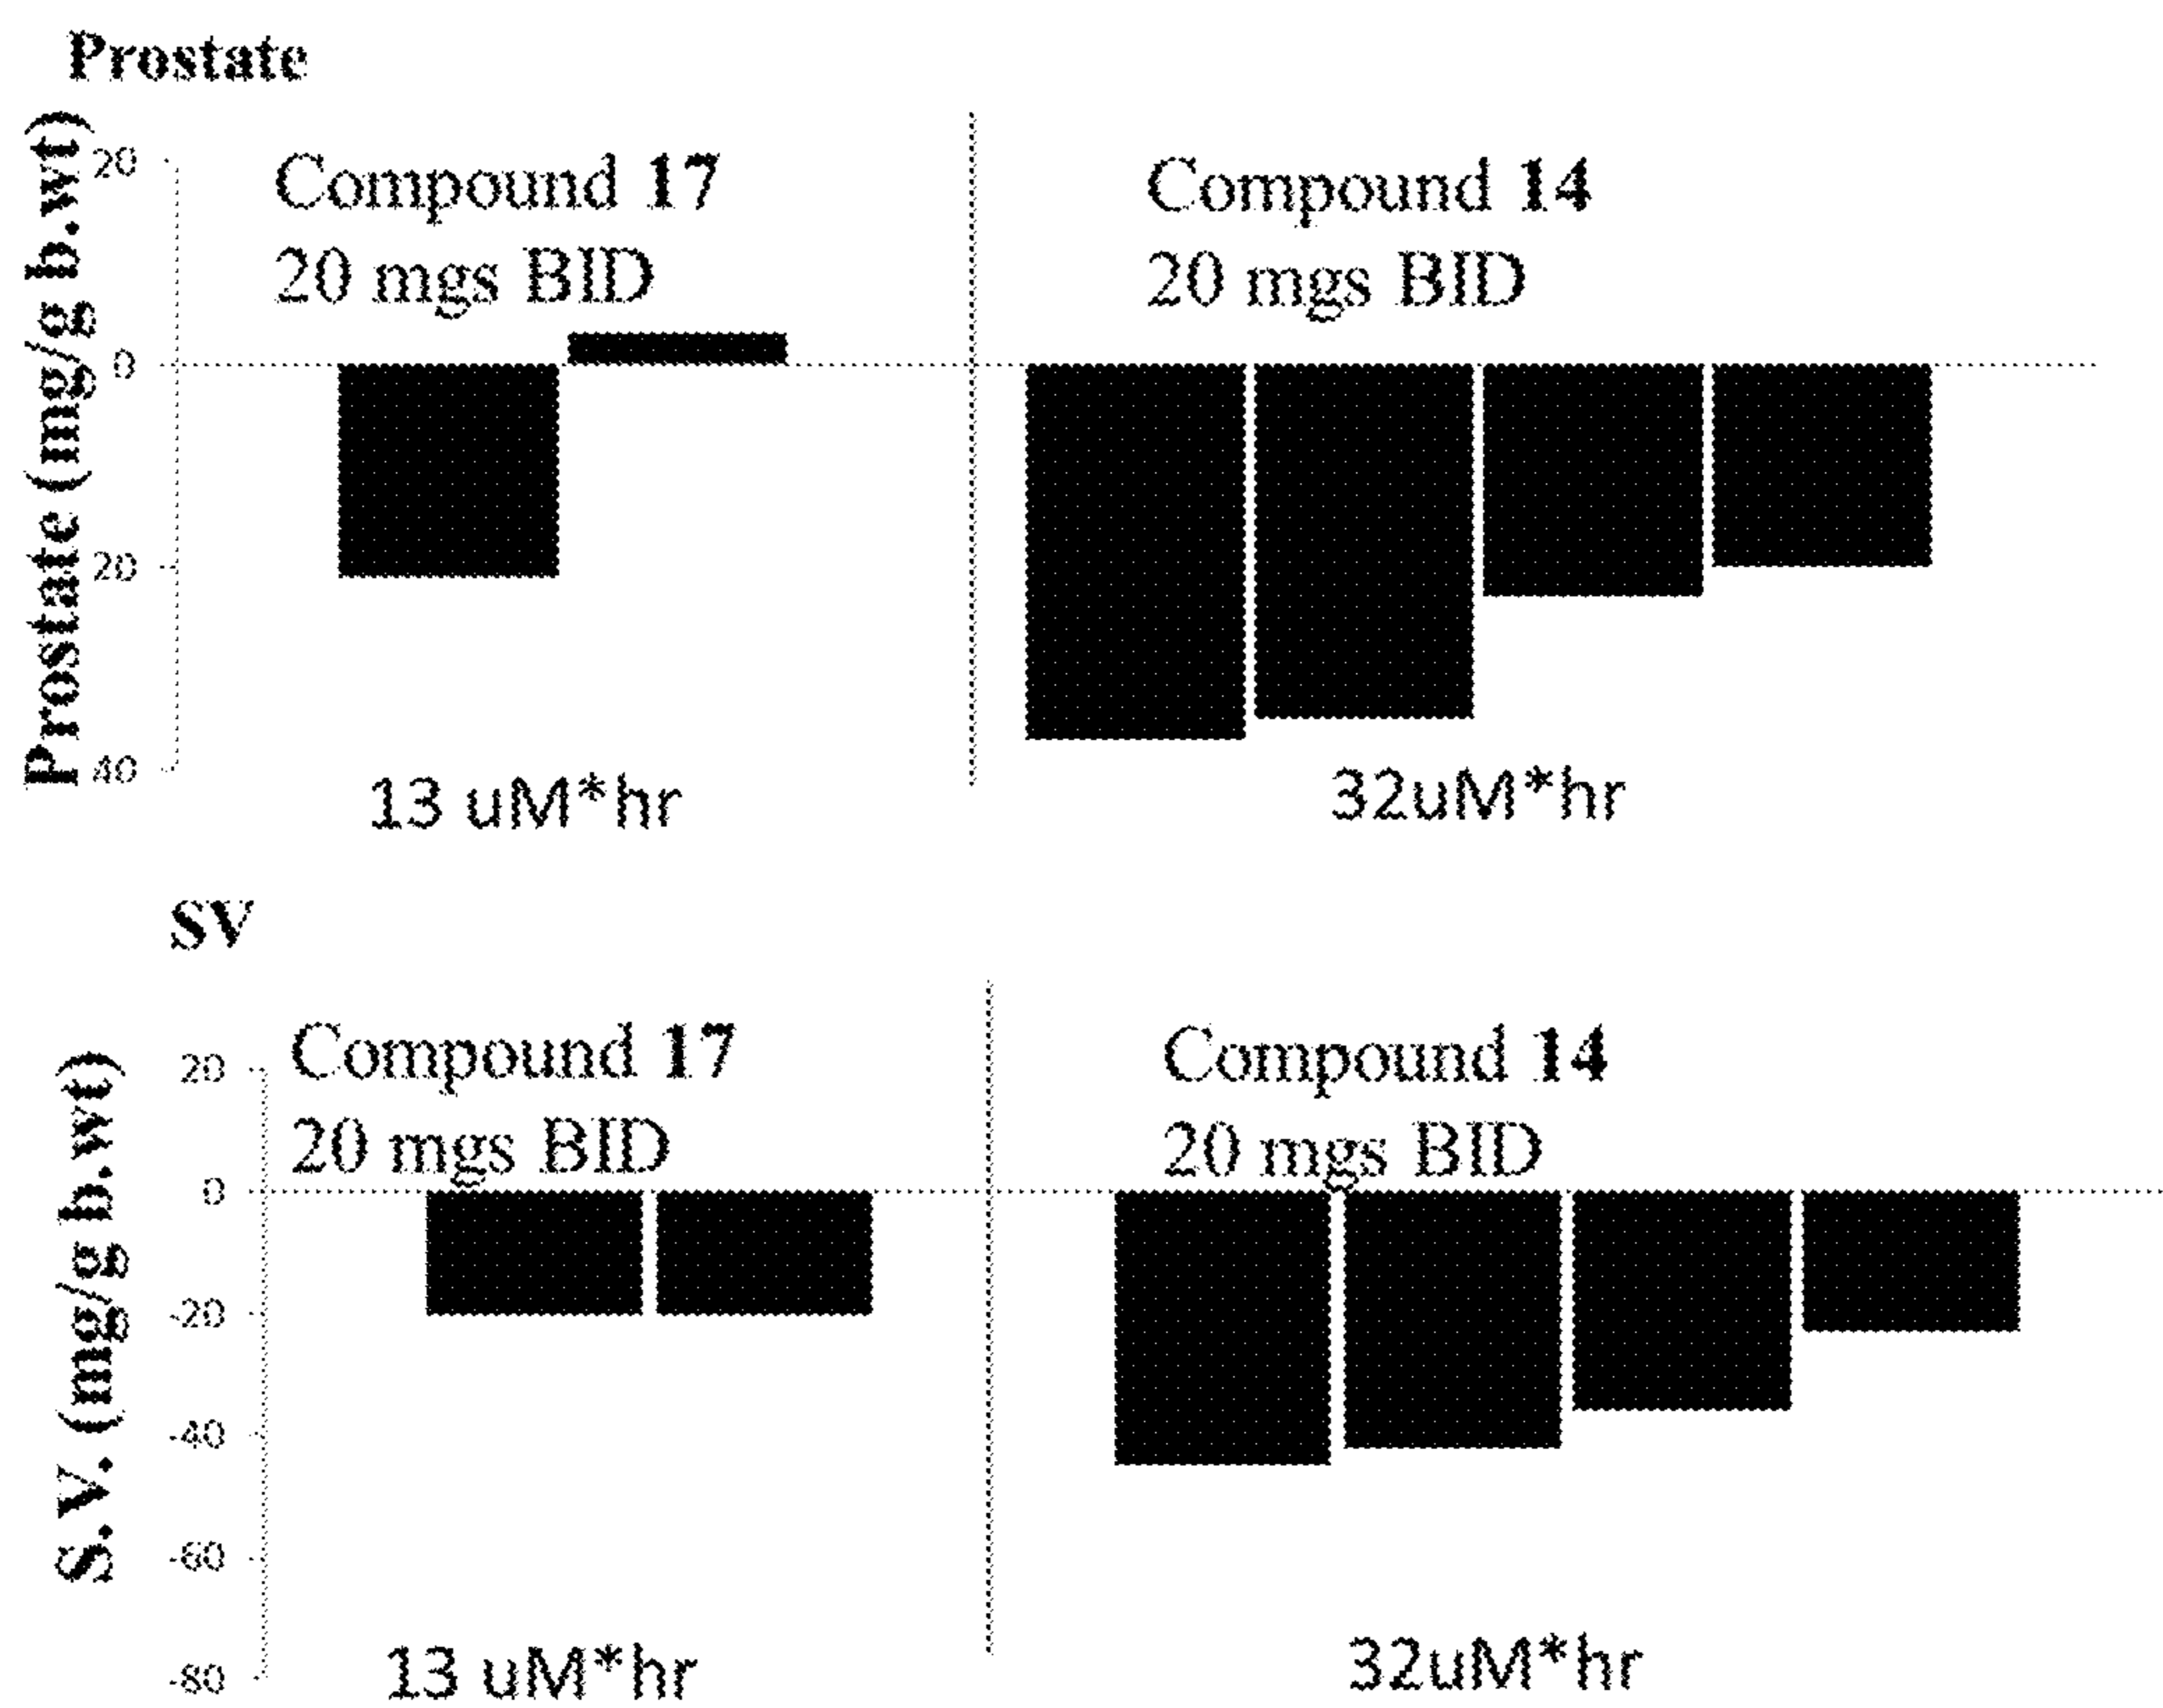 Prostate
Prostate (mg/g b.wt)
20
0
20
40
Compound 17
20 mgs BID
Compound 14
20 mgs BID
13 uM*hr
32uM*hr
SV
S.V. (mg/g b.wt)
20
0
-20
-40
-60
-80
Compound 17
20 mgs BID
Compound 14
20 mgs BID
13 uM*hr
32uM*hr